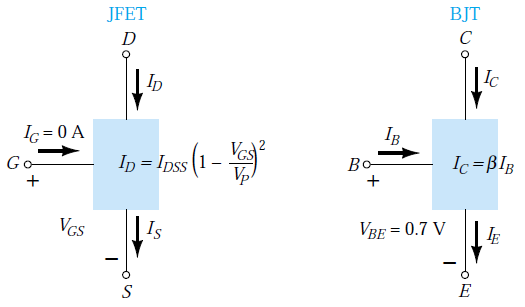 JFET
D
I_D
I_G = 0 A
G
+
I_D = I_DSS (1 - V_GS/V_P)^2
V_GS
I_S
−
S
BJT
C
I_C
I_B
B
+
I_C = βI_B
V_BE = 0.7 V
I_E
−
E